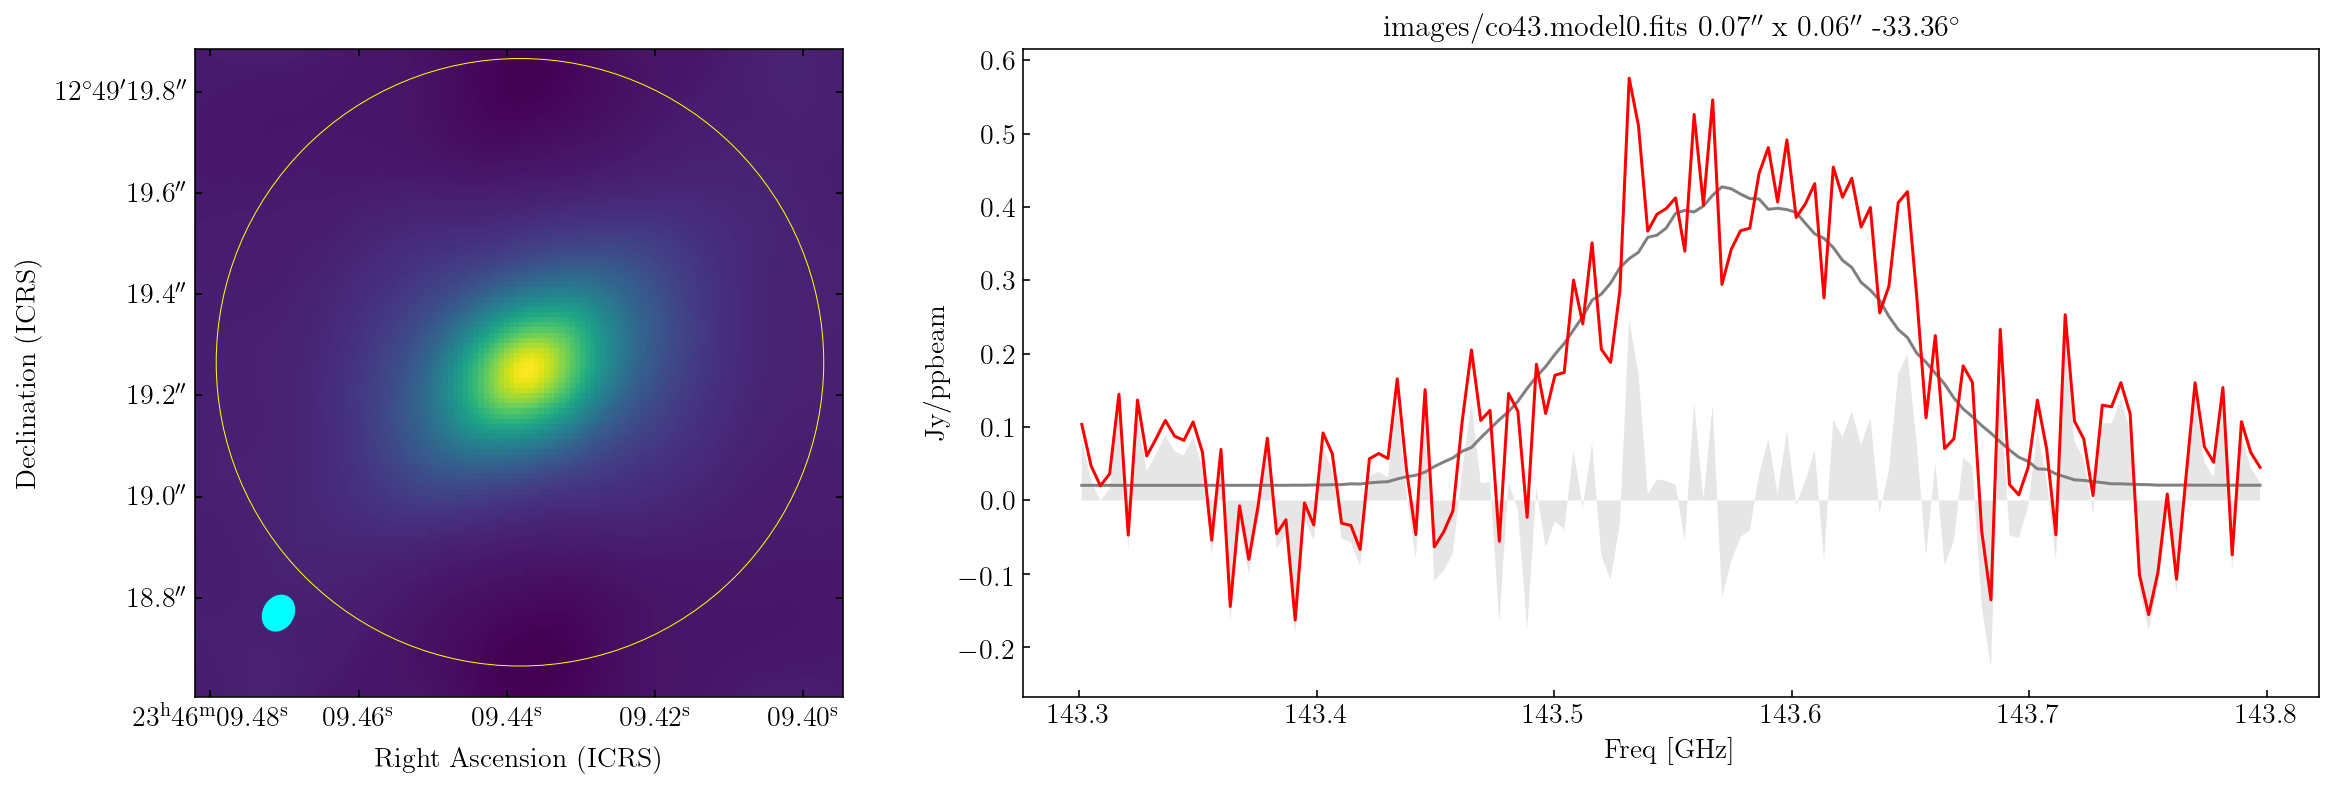 12°49′19.8″
19.6″
19.4″
19.2″
19.0″
18.8″
Declination (ICRS)
23ʰ46ᵐ09.48ˢ 09.46ˢ 09.44ˢ 09.42ˢ 09.40ˢ
Right Ascension (ICRS)
images/co43.model0.fits 0.07″ x 0.06″ -33.36°
0.6
0.5
0.4
0.3
0.2
0.1
0.0
−0.1
−0.2
Jy/ppbeam
143.3 143.4 143.5 143.6 143.7 143.8
Freq [GHz]